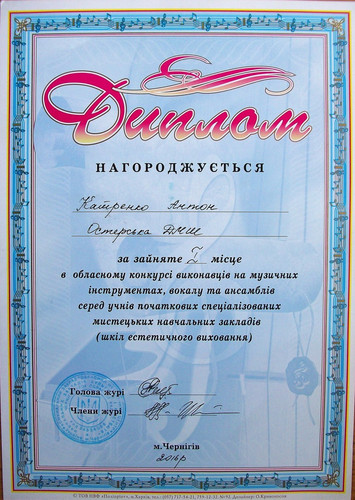 Диплом
НАГОРОДЖУЄТЬСЯ
Катренко Антон
Остерська ДМШ
за зайняте I місце
в обласному конкурсі виконавців на музичних
інструментах, вокалу та ансамблів
серед учнів початкових спеціалізованих
мистецьких навчальних закладів
(шкіл естетичного виховання)
Голова журі
Члени журі
м.Чернігів
2016р